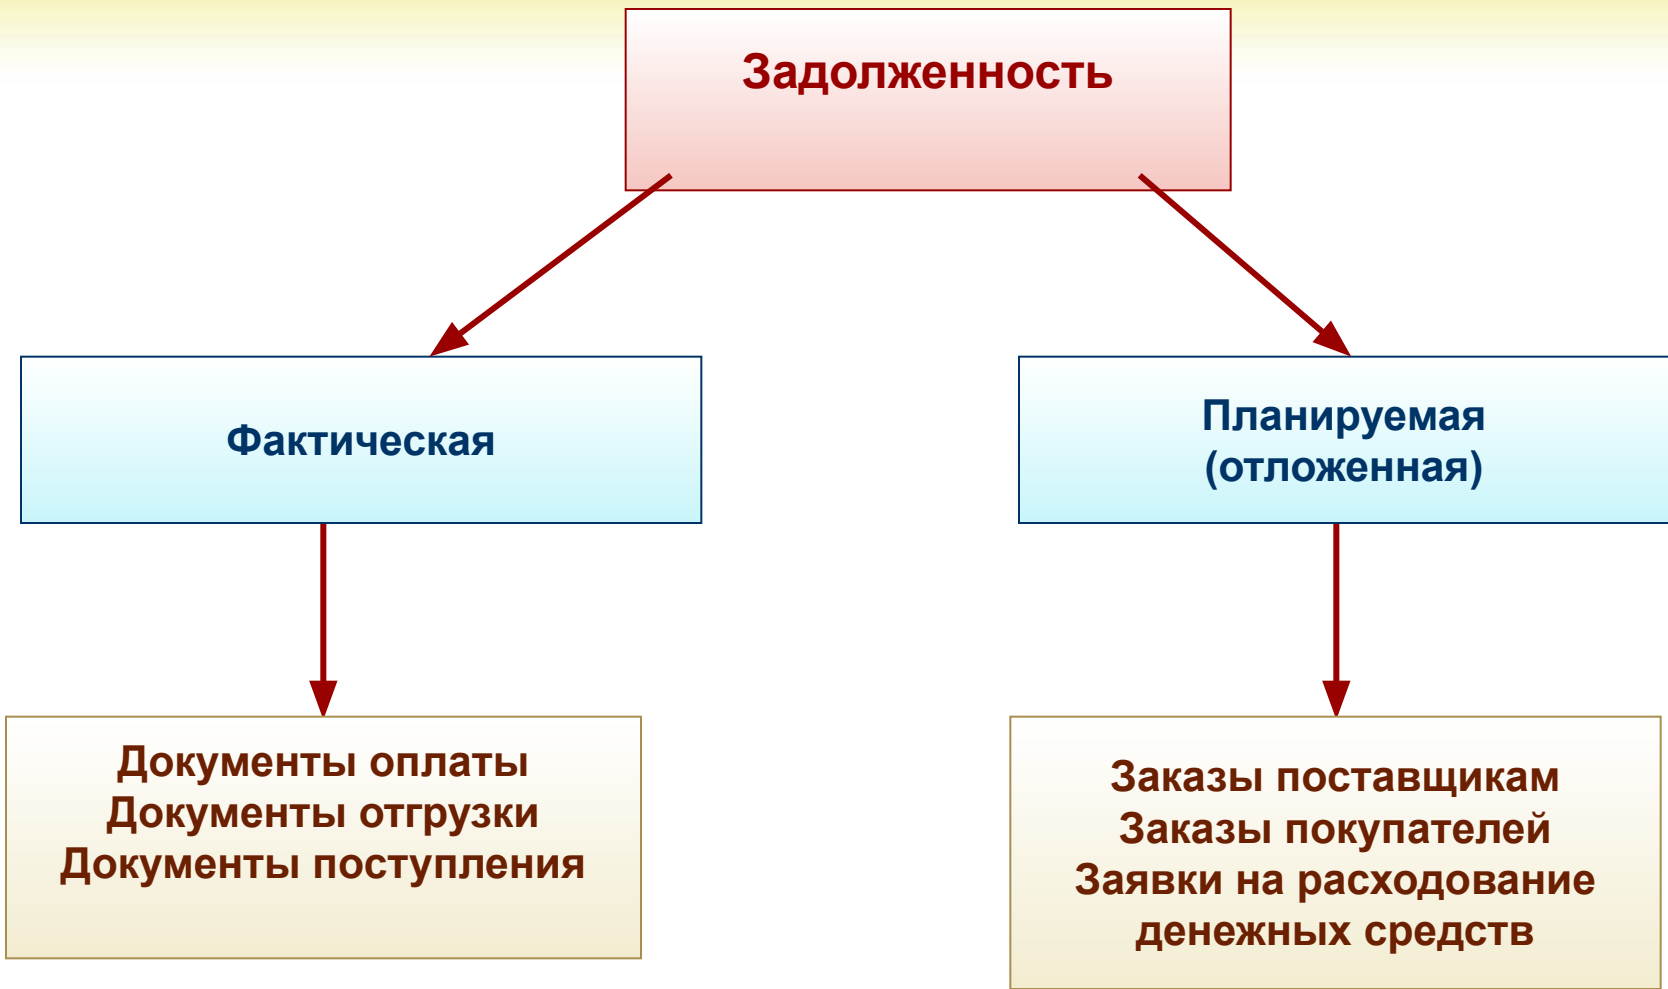 Задолженность
Фактическая
Планируемая
(отложенная)
Документы оплаты
Документы отгрузки
Документы поступления
Заказы поставщикам
Заказы покупателей
Заявки на расходование
денежных средств